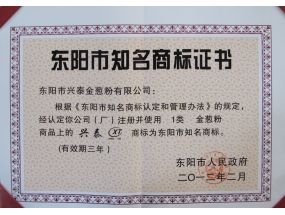 东阳市知名商标证书
东阳市兴泰金葱粉有限公司：
根据《东阳市知名商标认定和管理办法》的规定，
经认定你公司（厂）注册并使用 1类 金葱粉
商品上的 兴泰 XT 商标为东阳市知名商标。
（有效期三年）
东阳市人民政府
二〇一二年二月